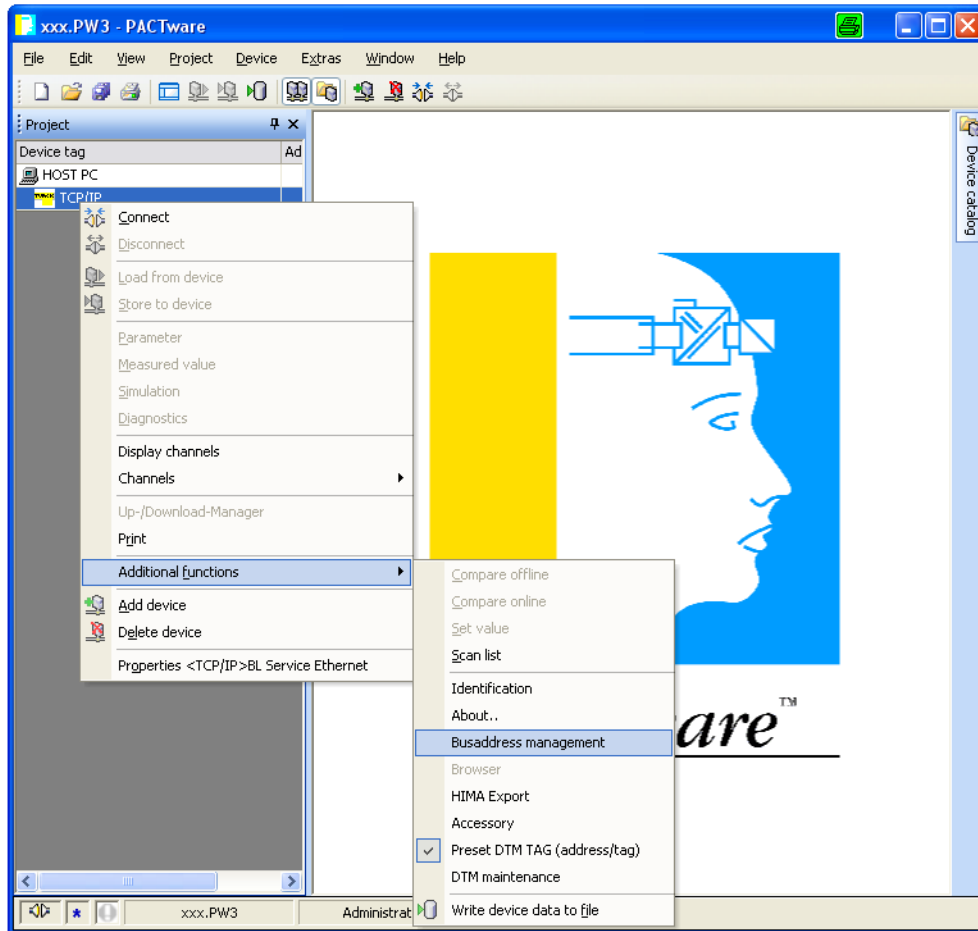 xxx.PW3 - PACTware
File Edit View Project Device Extras Window Help
Project
Device tag Ad
HOST PC
TURCK TCP/IP
Device catalog
Connect
Disconnect
Load from device
Store to device
Parameter
Measured value
Simulation
Diagnostics
Display channels
Channels
Up-/Download-Manager
Print
Additional functions
Add device
Delete device
Properties <TCP/IP>BL Service Ethernet
Compare offline
Compare online
Set value
Scan list
Identification
About..
Busaddress management
Browser
HIMA Export
Accessory
Preset DTM TAG (address/tag)
DTM maintenance
Write device data to file
are™
xxx.PW3 Administrat